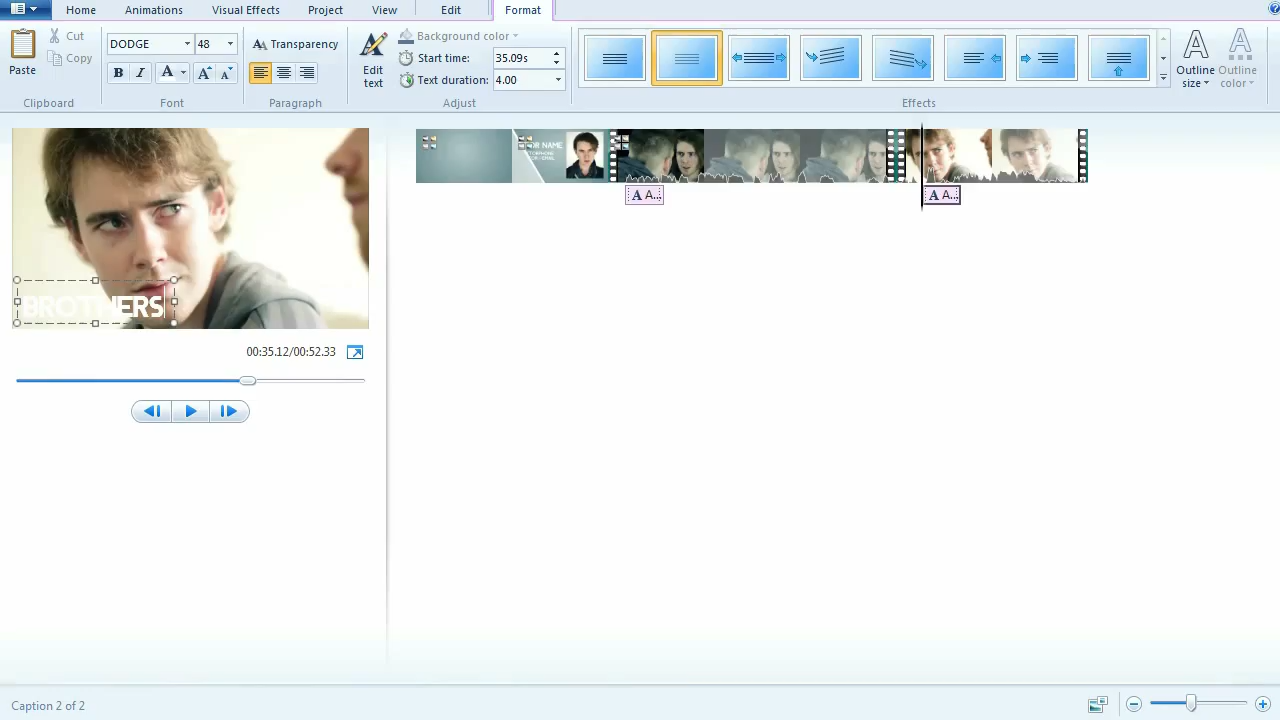 Home Animations Visual Effects Project View Edit Format
Paste
Cut
Copy
Clipboard
DODGE 48
B I A A A
Font
Transparency
Paragraph
Edit text
Background color
Start time: 35.09s
Text duration: 4.00
Adjust
Effects
Outline size
Outline color
BROTHERS
00:35.12/00:52.33
A A..
A A..
Caption 2 of 2